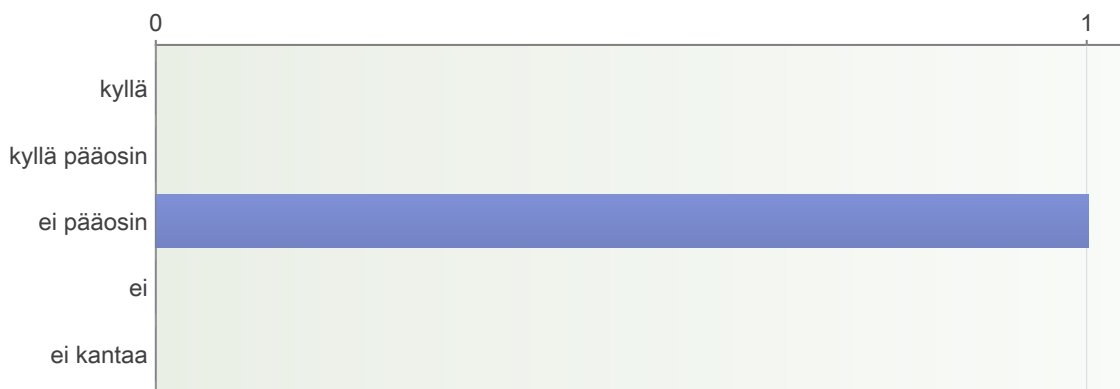 0 1
kyllä
kyllä pääosin
ei pääosin
ei
ei kantaa